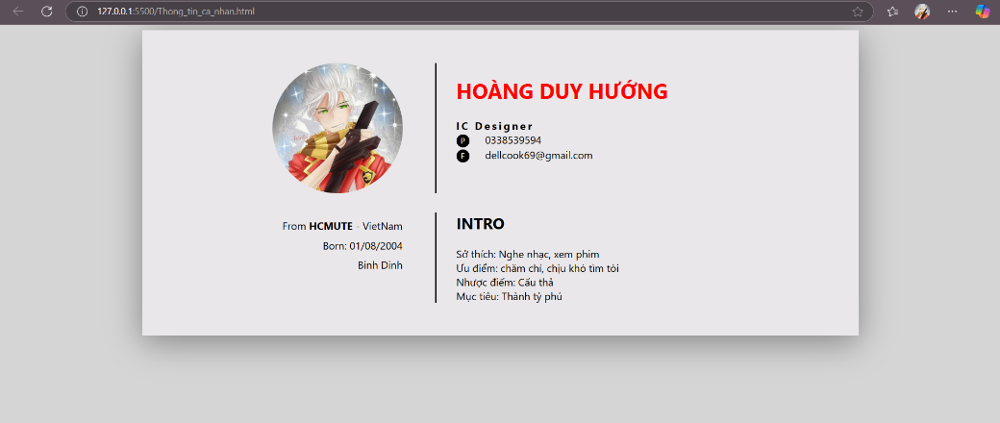 127.0.0.1:5500/Thong_tin_ca_nhan.html
HOÀNG DUY HƯỚNG
IC Designer
P 0338539594
E dellcook69@gmail.com
From HCMUTE - VietNam
Born: 01/08/2004
Binh Dinh
INTRO
Sở thích: Nghe nhạc, xem phim
Ưu điểm: chăm chỉ, chịu khó tìm tòi
Nhược điểm: Cẩu thả
Mục tiêu: Thành tỷ phú